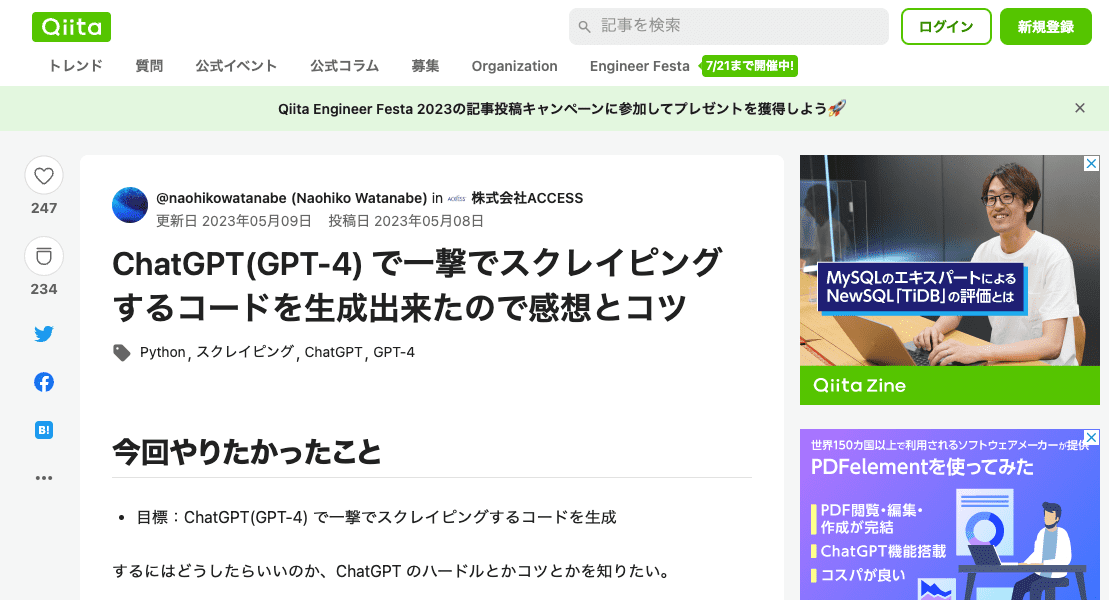 Qiita
記事を検索
ログイン
新規登録
トレンド 質問 公式イベント 公式コラム 募集 Organization Engineer Festa 7/21まで開催中!
Qiita Engineer Festa 2023の記事投稿キャンペーンに参加してプレゼントを獲得しよう🚀
247
234
B!
@naohikowatanabe (Naohiko Watanabe) in ACCESS 株式会社ACCESS
更新日 2023年05月09日 投稿日 2023年05月08日
ChatGPT(GPT-4) で一撃でスクレイピング
するコードを生成出来たので感想とコツ
Python, スクレイピング, ChatGPT, GPT-4
今回やりたかったこと
• 目標：ChatGPT(GPT-4) で一撃でスクレイピングするコードを生成
するにはどうしたらいいのか、ChatGPT のハードルとかコツとかを知りたい。
MySQLのエキスパートによる
NewSQL「TiDB」の評価とは
Qiita Zine
世界150カ国以上で利用されるソフトウェアメーカーが提供
PDFelementを使ってみた
PDF閲覧・編集・
作成が完結
ChatGPT機能搭載
コスパが良い